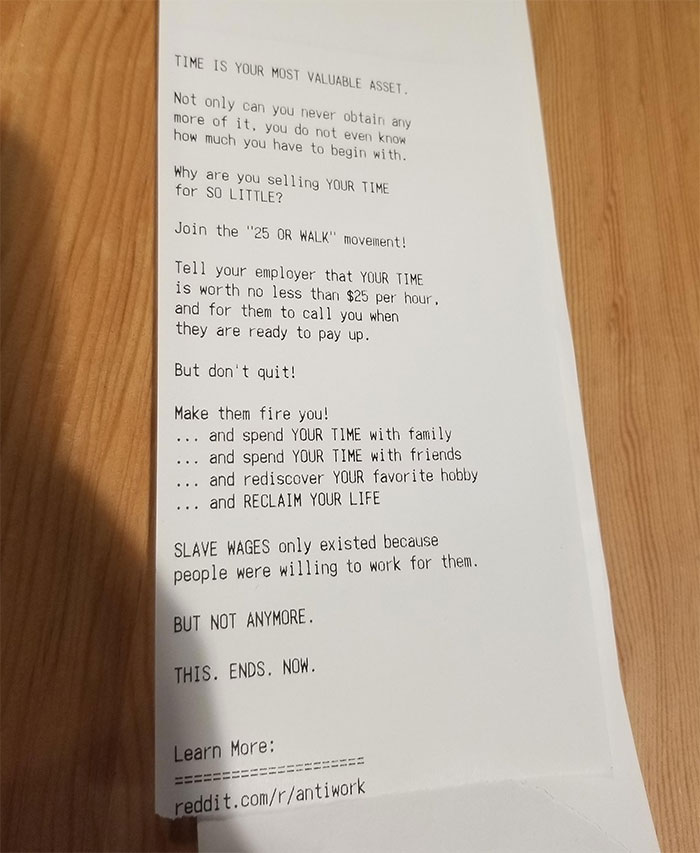 TIME IS YOUR MOST VALUABLE ASSET.
Not only can you never obtain any
more of it, you do not even know
how much you have to begin with.
Why are you selling YOUR TIME
for SO LITTLE?
Join the "25 OR WALK" movement!
Tell your employer that YOUR TIME
is worth no less than $25 per hour,
and for them to call you when
they are ready to pay up.
But don't quit!
Make them fire you!
... and spend YOUR TIME with family
... and spend YOUR TIME with friends
... and rediscover YOUR favorite hobby
... and RECLAIM YOUR LIFE
SLAVE WAGES only existed because
people were willing to work for them.
BUT NOT ANYMORE.
THIS. ENDS. NOW.
Learn More:
======================
reddit.com/r/antiwork